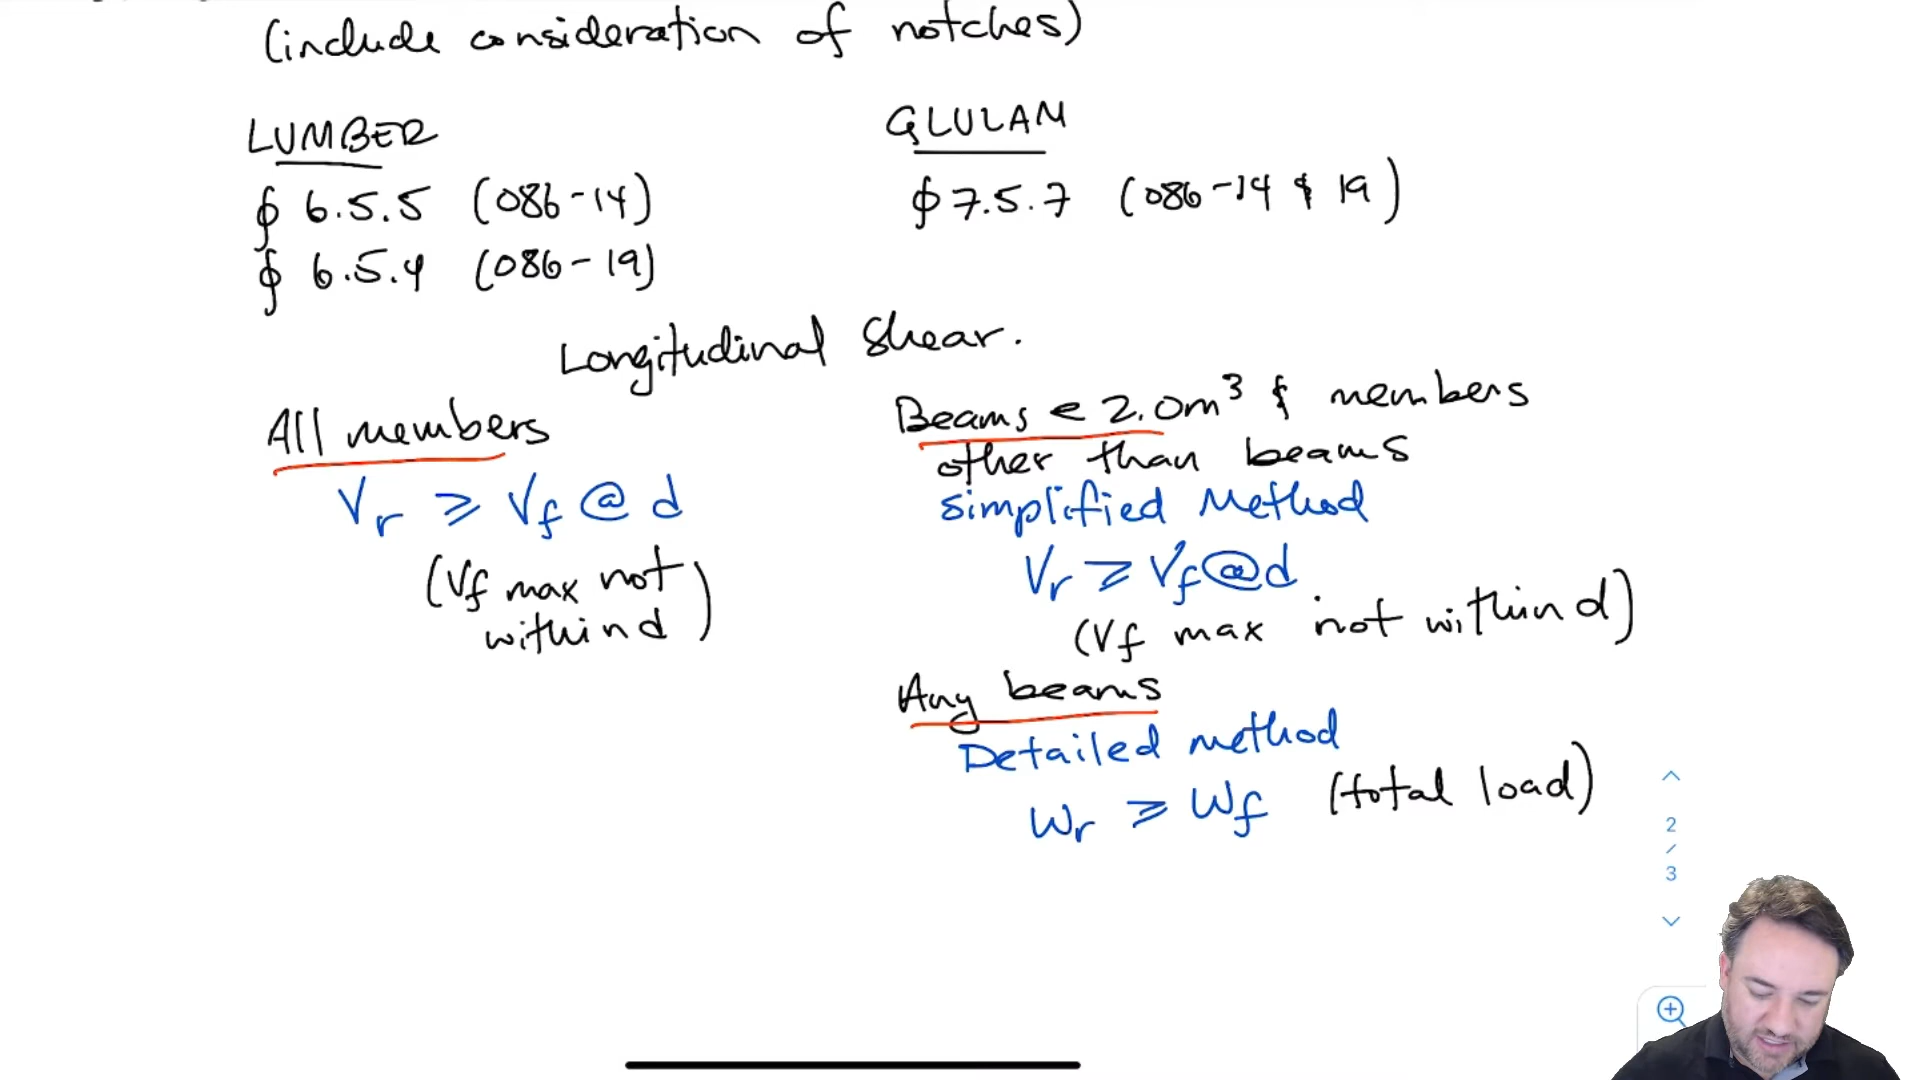 (include consideration of notches)
LUMBER
§ 6.5.5 (086-14)
§ 6.5.4 (086-19)
GLULAM
§ 7.5.7 (086-14 & 19)
Longitudinal Shear.
All members
Vr ⩾ Vf @ d
(Vf max not
within d)
Beams < 2.0m³ & members
other than beams
simplified Method
Vr ⩾ Vf @ d
(Vf max not within d)
Any beams
Detailed method
Wr ⩾ Wf (total load)
2
/
3